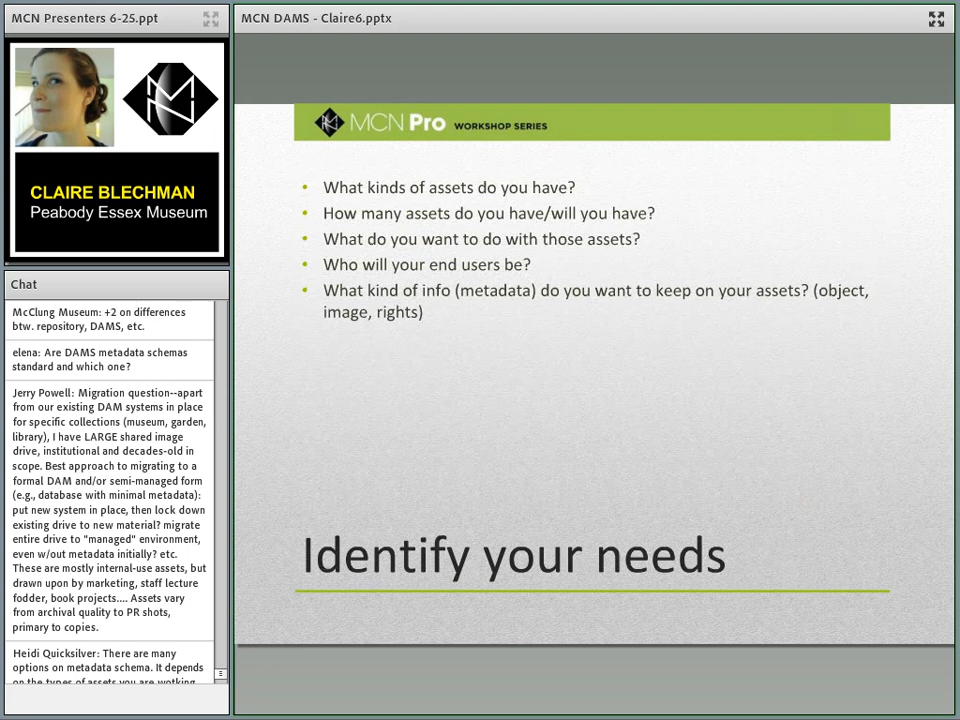 MCN Presenters 6-25.ppt
CLAIRE BLECHMAN
Peabody Essex Museum
Chat
McClung Museum: +2 on differences
btw. repository, DAMS, etc.
elena: Are DAMS metadata schemas
standard and which one?
Jerry Powell: Migration question--apart
from our existing DAM systems in place
for specific collections (museum, garden,
library), I have LARGE shared image
drive, institutional and decades-old in
scope. Best approach to migrating to a
formal DAM and/or semi-managed form
(e.g., database with minimal metadata):
put new system in place, then lock down
existing drive to new material? migrate
entire drive to "managed" environment,
even w/out metadata initially? etc.
These are mostly internal-use assets, but
drawn upon by marketing, staff lecture
fodder, book projects.... Assets vary
from archival quality to PR shots,
primary to copies.
Heidi Quicksilver: There are many
options on metadata schema. It depends
on the types of assets you are
MCN DAMS - Claire6.pptx
MCN Pro WORKSHOP SERIES
• What kinds of assets do you have?
• How many assets do you have/will you have?
• What do you want to do with those assets?
• Who will your end users be?
• What kind of info (metadata) do you want to keep on your assets? (object,
image, rights)
Identify your needs